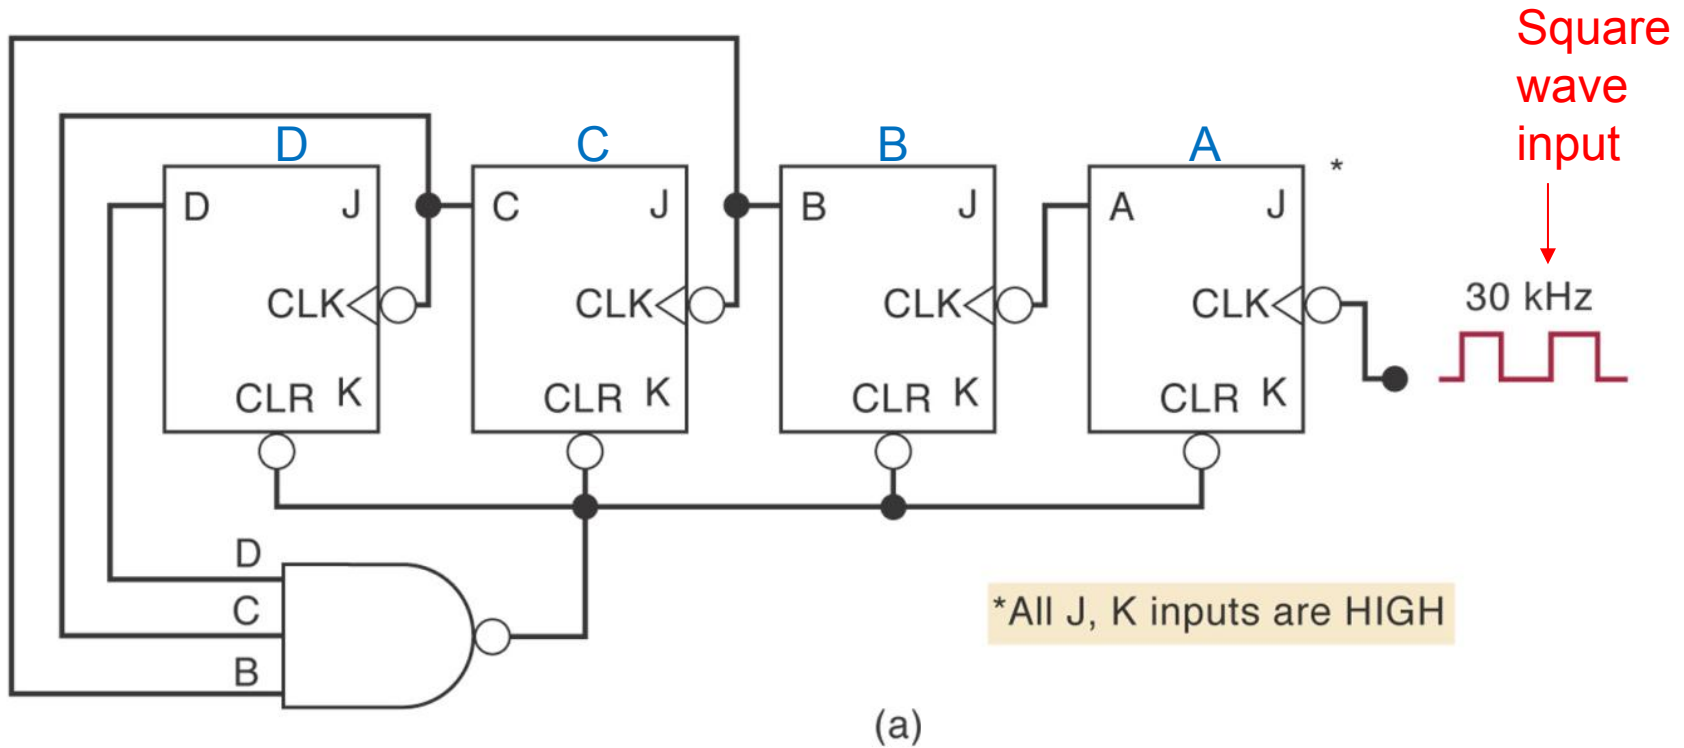 Square
wave
input
D
C
B
A
*
D J
C J
B J
A J
CLK
CLK
CLK
CLK
30 kHz
CLR K
CLR K
CLR K
CLR K
D
C
B
*All J, K inputs are HIGH
(a)